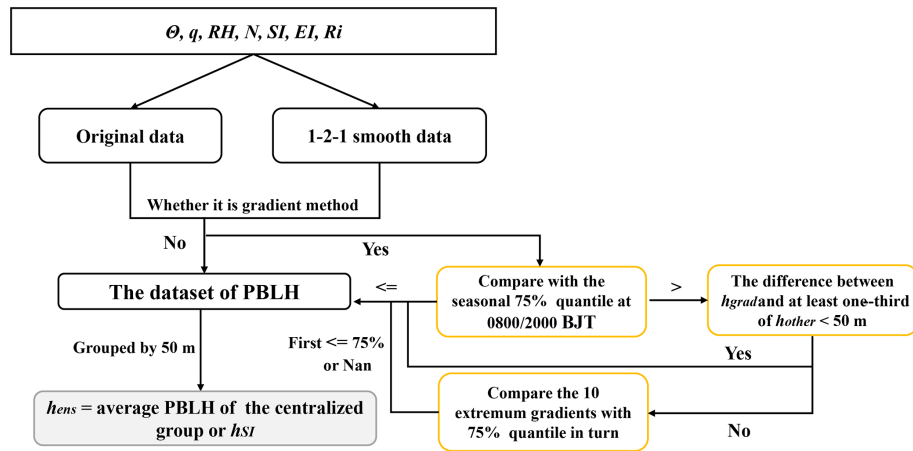 Θ, q, RH, N, SI, EI, Ri
Original data
1-2-1 smooth data
Whether it is gradient method
No
Yes
The dataset of PBLH
<=
Compare with the
seasonal 75% quantile at
0800/2000 BJT
>
The difference between
hgradand at least one-third
of hother < 50 m
Grouped by 50 m
First <= 75%
or Nan
Yes
hens = average PBLH of the centralized
group or hSI
Compare the 10
extremum gradients with
75% quantile in turn
No